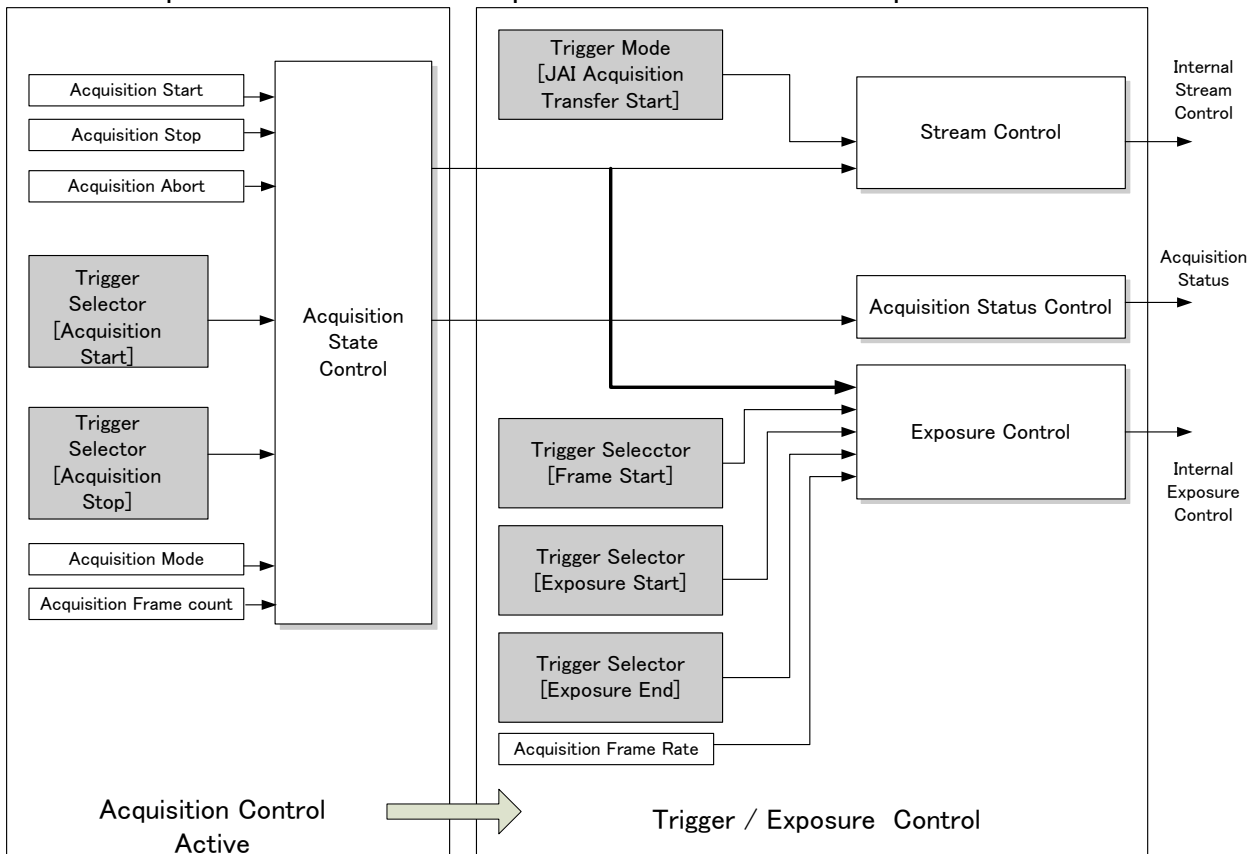 Acquisition Start
Acquisition Stop
Acquisition Abort
Trigger
Selector
[Acquisition
Start]
Trigger
Selector
[Acquisition
Stop]
Acquisition Mode
Acquisition Frame count
Acquisition
State
Control
Acquisition Control
Active
Trigger Mode
[JAI Acquisition
Transfer Start]
Stream Control
Acquisition Status Control
Exposure Control
Trigger Selecctor
[Frame Start]
Trigger Selector
[Exposure Start]
Trigger Selector
[Exposure End]
Acquisition Frame Rate
Trigger / Exposure Control
Internal
Stream
Control
Acquisition
Status
Internal
Exposure
Control